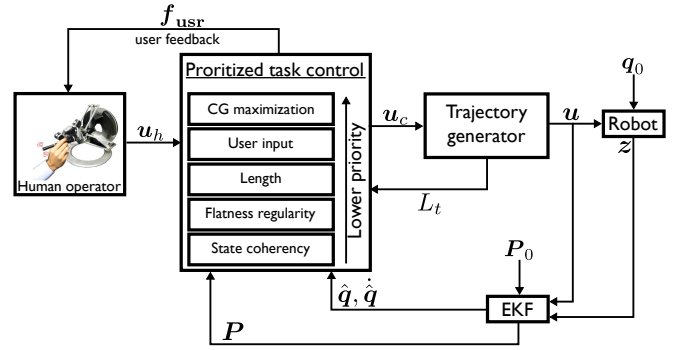 f_usr
user feedback
Proritized task control
q_0
CG maximization
u_c
Trajectory
generator
u
Robot
User input
u_h
Lower priority
z
Length
Human operator
L_t
Flatness regularity
State coherency
P_0
q̂, q̂̇
EKF
P